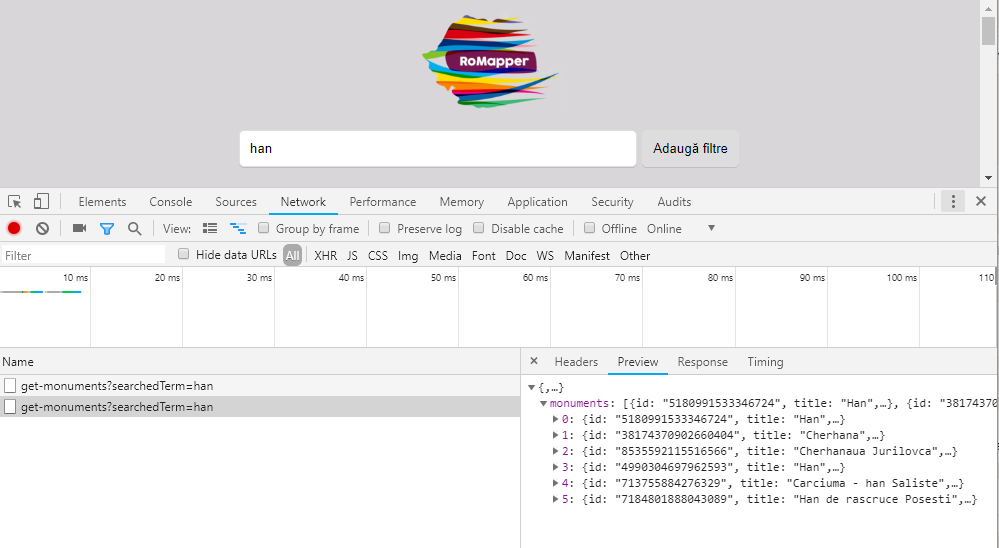 RoMapper
han
Adaugă filtre
Elements Console Sources Network Performance Memory Application Security Audits
View: Group by frame Preserve log Disable cache Offline Online
Filter Hide data URLs All XHR JS CSS Img Media Font Doc WS Manifest Other
10 ms 20 ms 30 ms 40 ms 50 ms 60 ms 70 ms 80 ms 90 ms 100 ms 110
Name
get-monuments?searchedTerm=han
get-monuments?searchedTerm=han
× Headers Preview Response Timing
{,…}
monuments: [{id: "5180991533346724", title: "Han",…}, {id: "38174370
0: {id: "5180991533346724", title: "Han",…}
1: {id: "38174370902660404", title: "Cherhana",…}
2: {id: "8535592115516566", title: "Cherhanaua Jurilovca",…}
3: {id: "4990304697962593", title: "Han",…}
4: {id: "713755884276329", title: "Carciuma - han Saliste",…}
5: {id: "7184801888043089", title: "Han de rascruce Posesti",…}